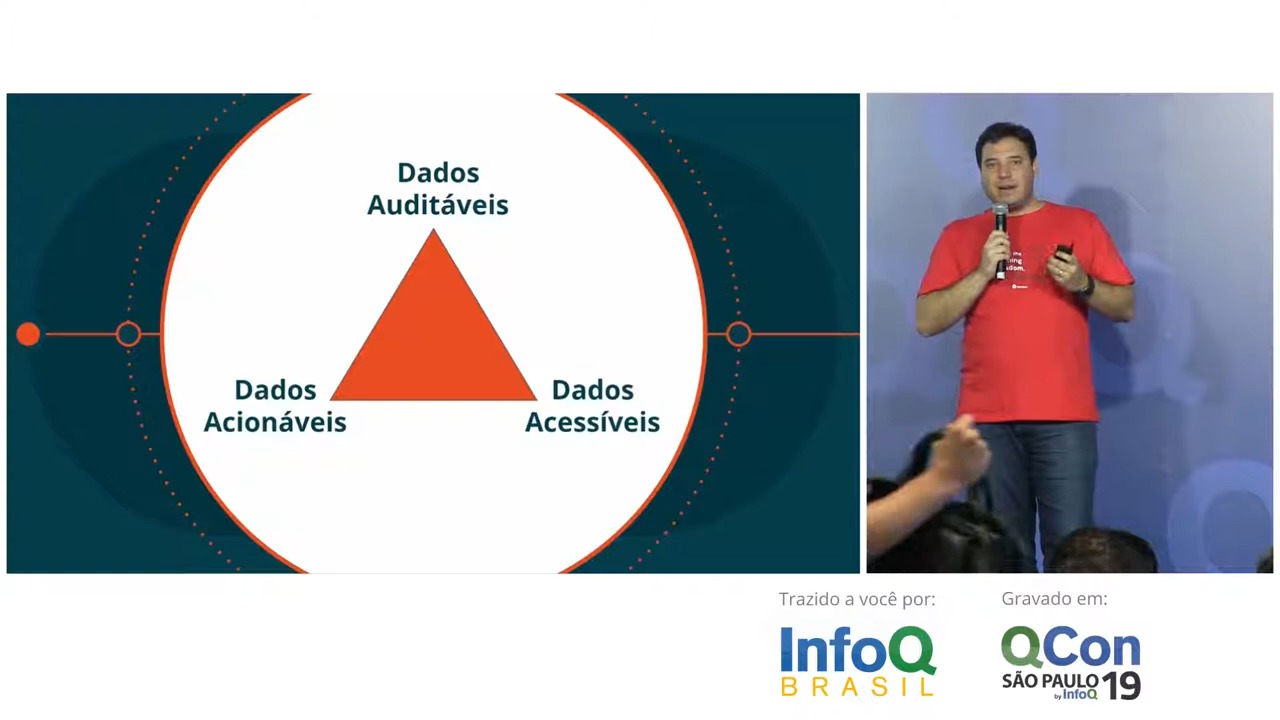 Dados
Auditáveis
Dados
Acionáveis
Dados
Acessíveis
Trazido a você por:
InfoQ
BRASIL
Gravado em:
QCon
SÃO PAULO 19
by InfoQ